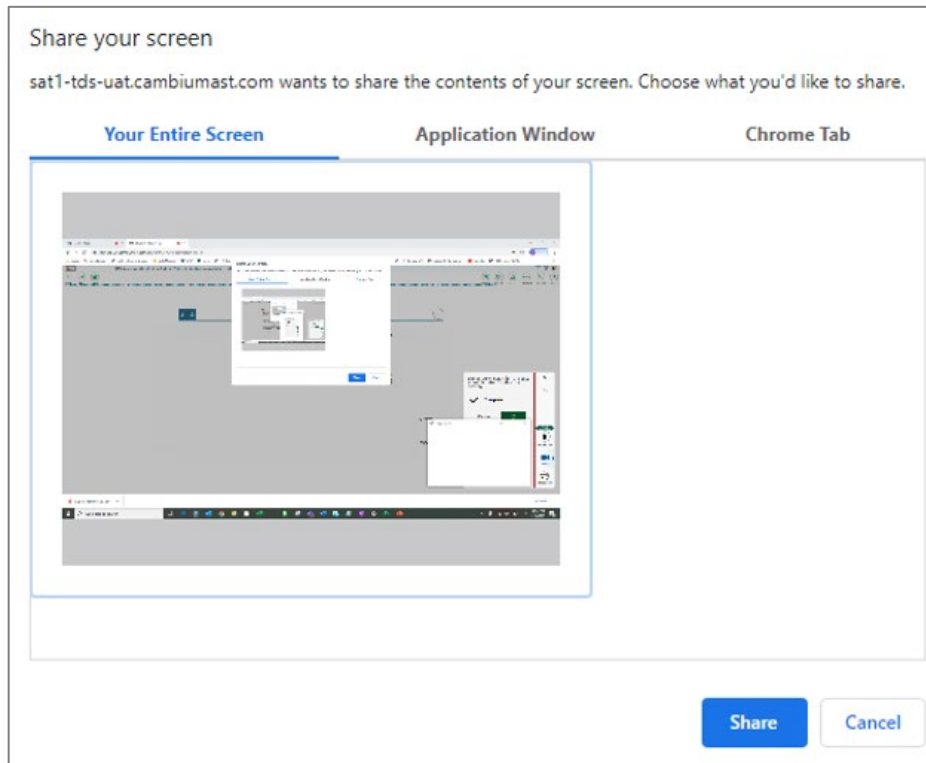 Share your screen
sat1-tds-uat.cambiumast.com wants to share the contents of your screen. Choose what you'd like to share.
Your Entire Screen
Application Window
Chrome Tab
Share
Cancel